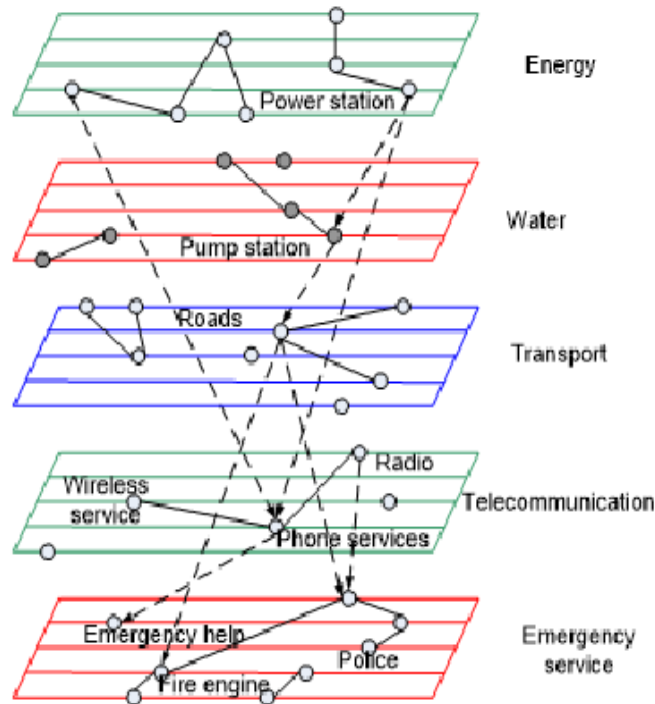 Energy
Power station
Water
Pump station
Roads
Transport
Radio
Wireless
service
Telecommunication
Phone services
Emergency help
Police
Emergency
service
Fire engine